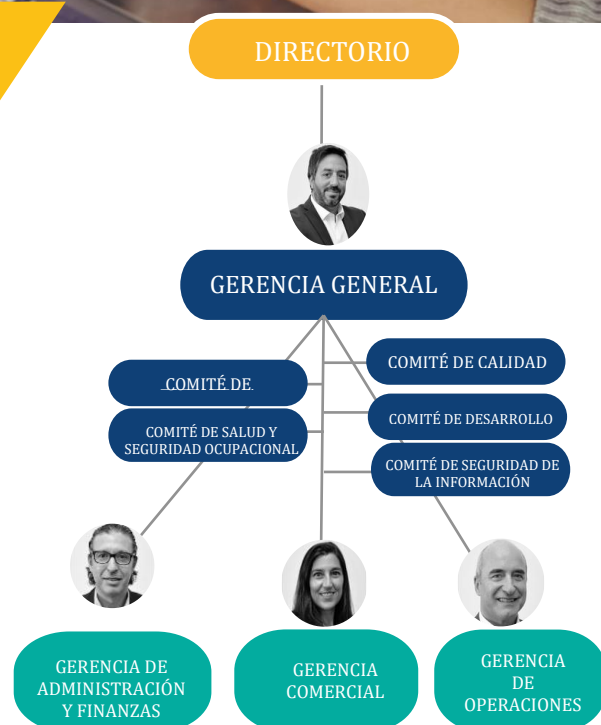 DIRECTORIO
GERENCIA GENERAL
COMITÉ DE
COMITÉ DE SALUD Y
SEGURIDAD OCUPACIONAL
COMITÉ DE CALIDAD
COMITÉ DE DESARROLLO
COMITÉ DE SEGURIDAD DE
LA INFORMACIÓN
GERENCIA DE
ADMINISTRACIÓN
Y FINANZAS
GERENCIA
COMERCIAL
GERENCIA
DE
OPERACIONES